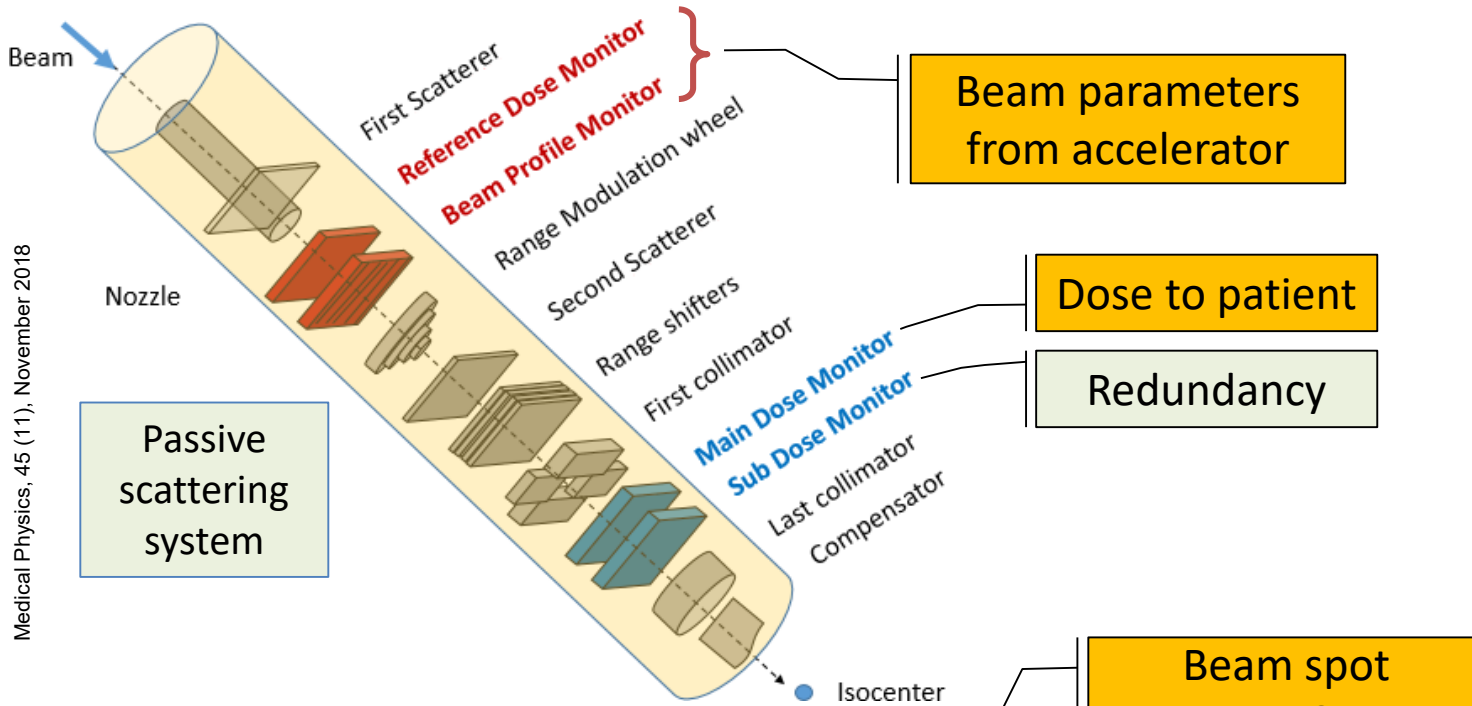 Beam
First Scatterer
Reference Dose Monitor
Beam Profile Monitor
Range Modulation wheel
Second Scatterer
Range shifters
First collimator
Main Dose Monitor
Sub Dose Monitor
Last collimator
Compensator
Beam parameters
from accelerator
Dose to patient
Redundancy
Nozzle
Medical Physics, 45 (11), November 2018
Passive
scattering
system
Isocenter
Beam spot